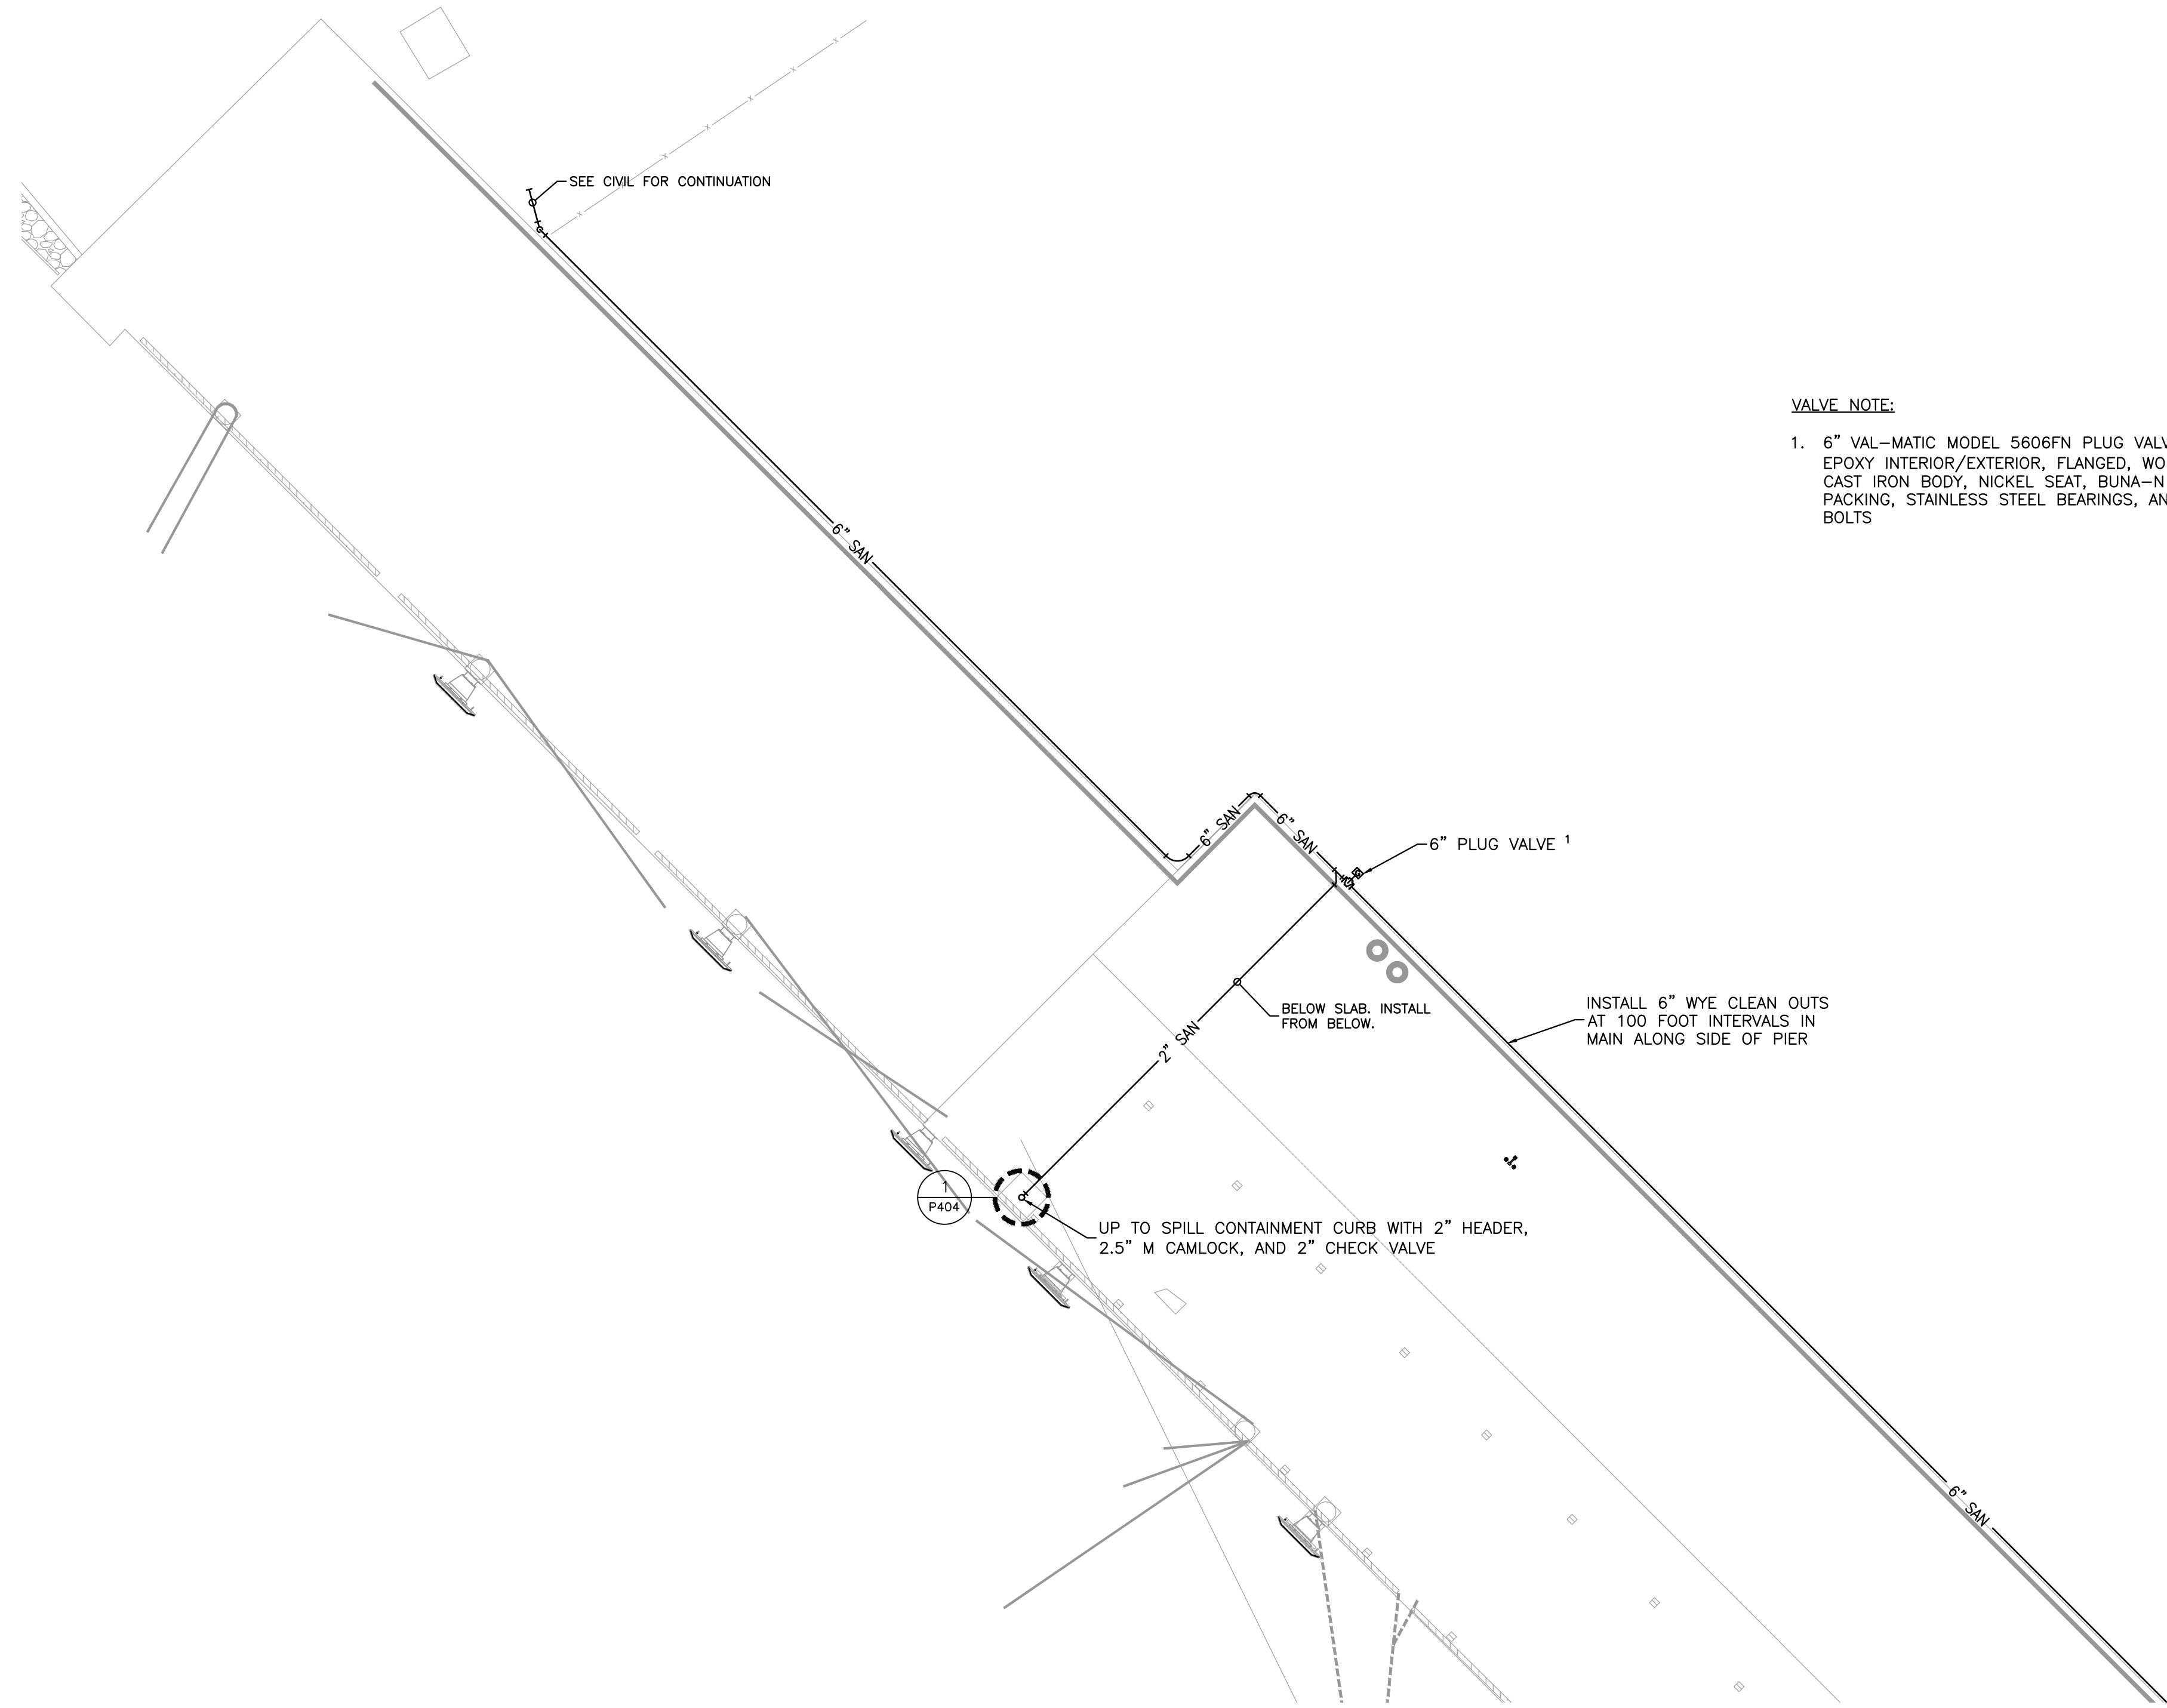 SEE CIVIL FOR CONTINUATION
VALVE NOTE:
1. 6” VAL–MATIC MODEL 5606FN PLUG VALV
EPOXY INTERIOR/EXTERIOR, FLANGED, WO
CAST IRON BODY, NICKEL SEAT, BUNA–N
PACKING, STAINLESS STEEL BEARINGS, AN
BOLTS
6” SAN
6” SAN
6” SAN
6” PLUG VALVE 1
BELOW SLAB. INSTALL
FROM BELOW.
INSTALL 6” WYE CLEAN OUTS
AT 100 FOOT INTERVALS IN
MAIN ALONG SIDE OF PIER
2” SAN
1
P404
UP TO SPILL CONTAINMENT CURB WITH 2” HEADER,
2.5” M CAMLOCK, AND 2” CHECK VALVE
6” SAN